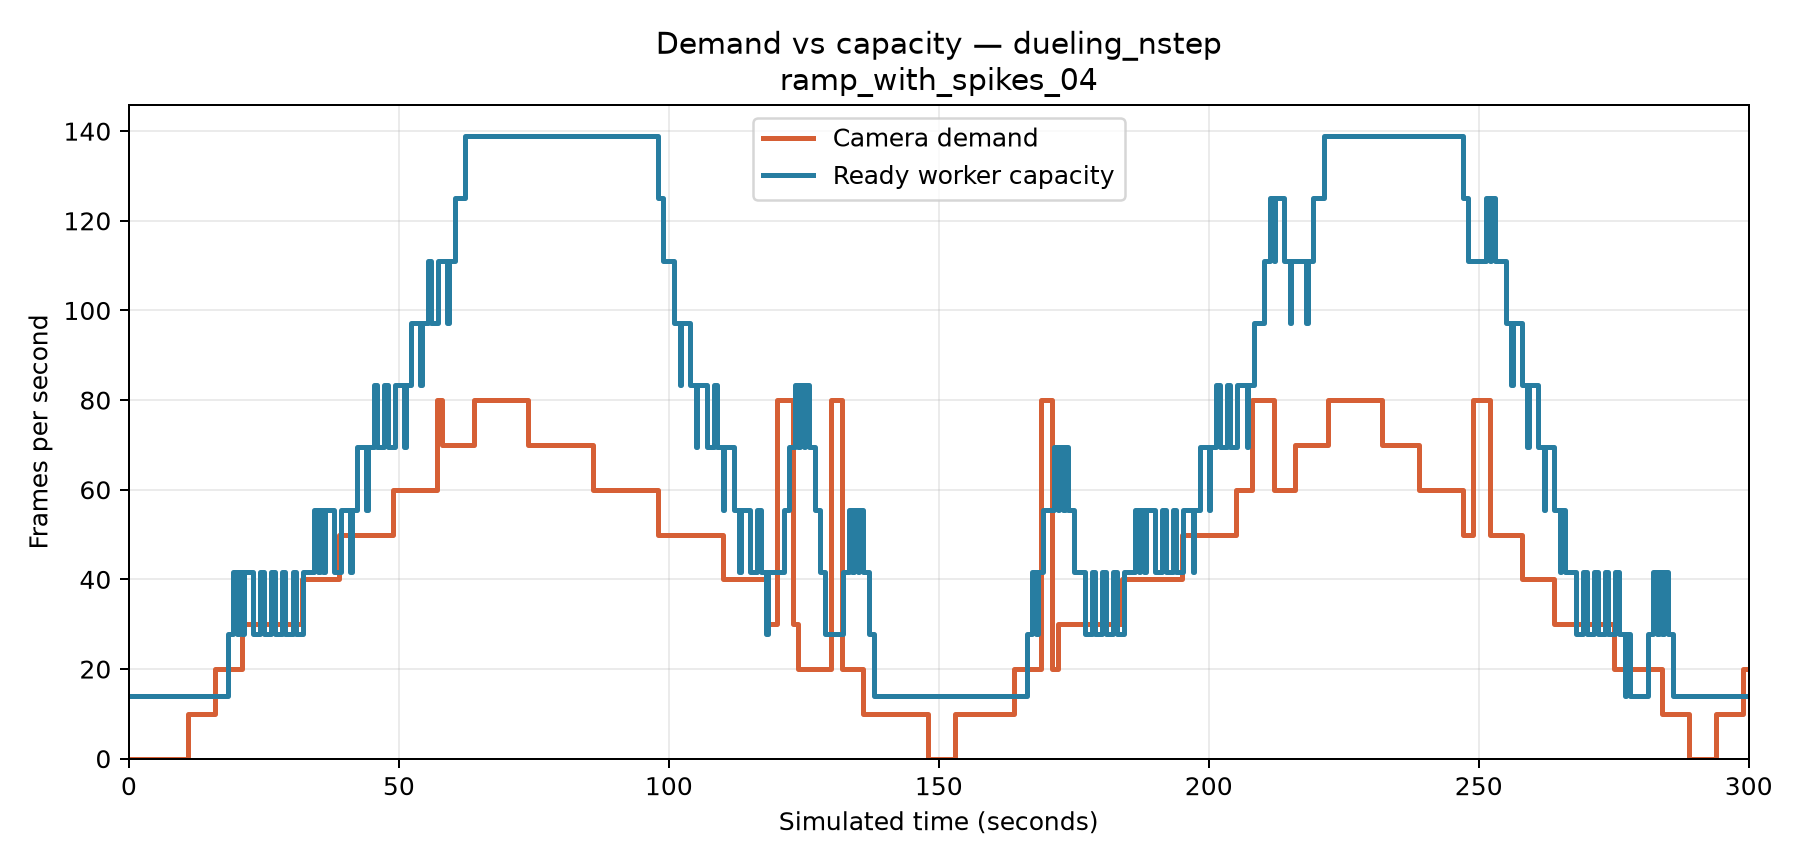 Demand vs capacity — dueling_nstep
ramp_with_spikes_04
Camera demand
Ready worker capacity
Frames per second
140
120
100
80
60
40
20
0
0 50 100 150 200 250 300
Simulated time (seconds)